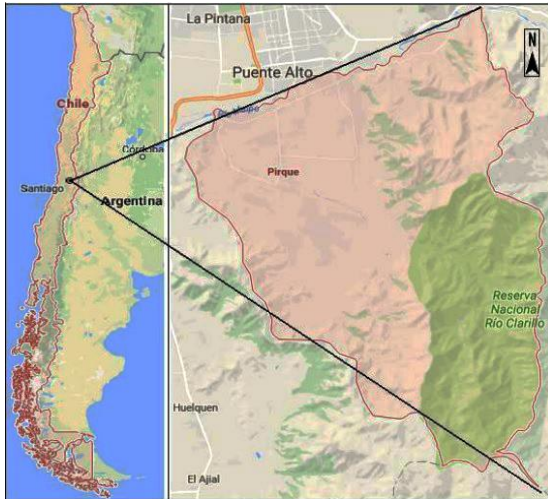 Chile
Córdoba
Santiago
Argentina
La Pintana
N
Puente Alto
Pirque
Reserva
Nacional
Río Clarillo
Huelquen
El Ajial